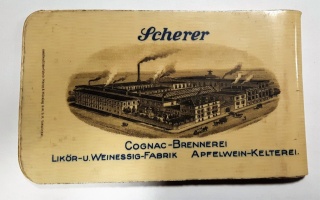 Scherer
COGNAC-BRENNEREI
LIKÖR-U.WEINESSIG-FABRIK APFELWEIN-KELTEREI.